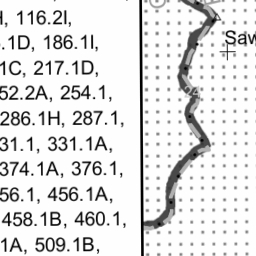 H, 116.2I,
.1D, 186.1I,
1C, 217.1D,
52.2A, 254.1,
286.1H, 287.1,
31.1, 331.1A,
374.1A, 376.1,
56.1, 456.1A,
458.1B, 460.1,
1A, 509.1B,
Saw